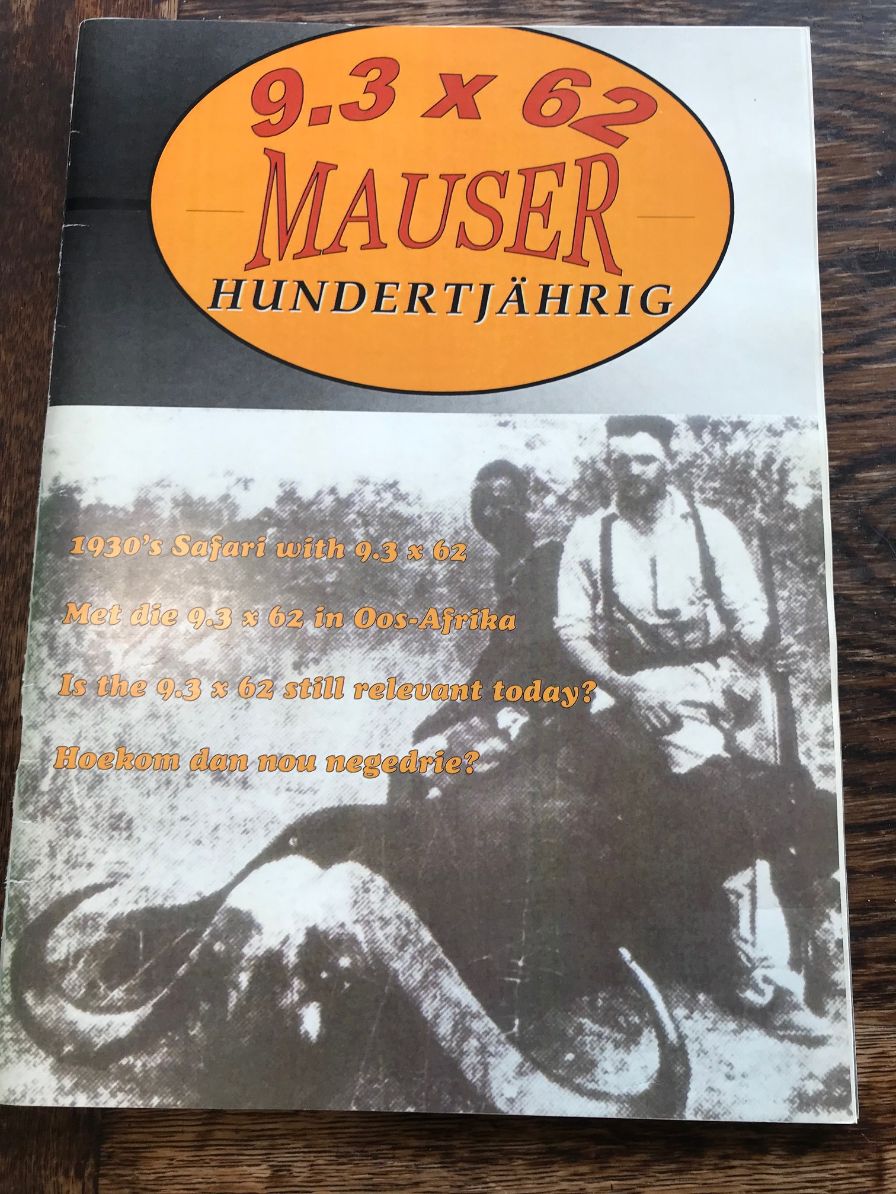 9.3 x 62
MAUSER
HUNDERTJÄHRIG
1930's Safari with 9.3 x 62
Met die 9.3 x 62 in Oos-Afrika
Is the 9.3 x 62 still relevant today?
Hoekom dan nou negedrie?